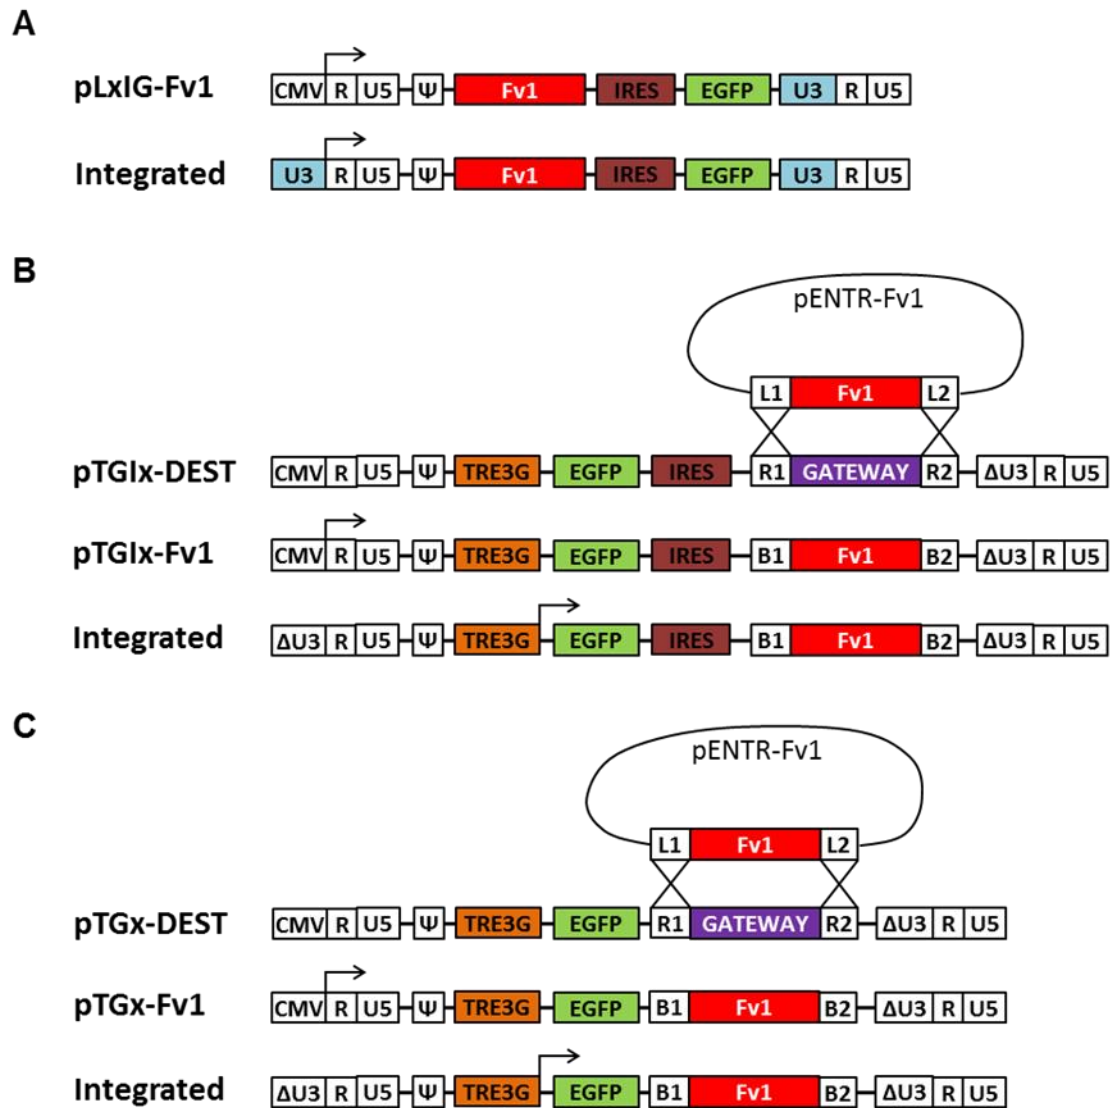 A
pLxIG-Fv1 CMV R U5 Ψ Fv1 IRES EGFP U3 R U5
Integrated U3 R U5 Ψ Fv1 IRES EGFP U3 R U5
B
pENTR-Fv1
L1 Fv1 L2
pTGIx-DEST CMV R U5 Ψ TRE3G EGFP IRES R1 GATEWAY R2 ΔU3 R U5
pTGIx-Fv1 CMV R U5 Ψ TRE3G EGFP IRES B1 Fv1 B2 ΔU3 R U5
Integrated ΔU3 R U5 Ψ TRE3G EGFP IRES B1 Fv1 B2 ΔU3 R U5
C
pENTR-Fv1
L1 Fv1 L2
pTGx-DEST CMV R U5 Ψ TRE3G EGFP R1 GATEWAY R2 ΔU3 R U5
pTGx-Fv1 CMV R U5 Ψ TRE3G EGFP B1 Fv1 B2 ΔU3 R U5
Integrated ΔU3 R U5 Ψ TRE3G EGFP B1 Fv1 B2 ΔU3 R U5